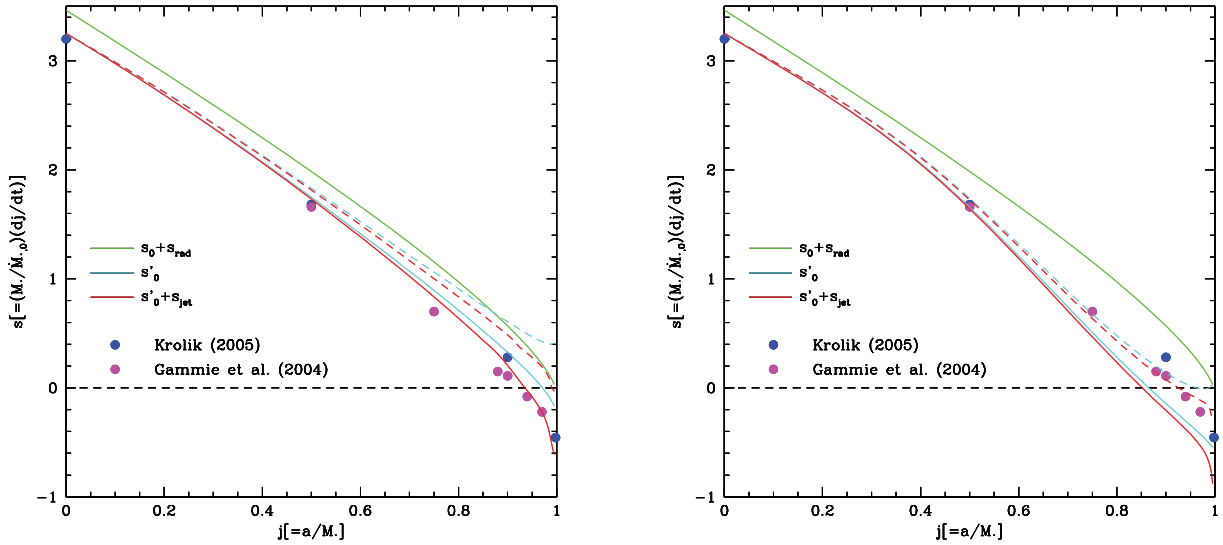 s[=(M./Ṁ.,0)(dj/dt)]
3
2
1
0
−1
s0+srad
s'0
s'0+sjet
Krolik (2005)
Gammie et al. (2004)
0 0.2 0.4 0.6 0.8 1
j[=a/M.]
s[=(M./Ṁ.,0)(dj/dt)]
3
2
1
0
−1
s0+srad
s'0
s'0+sjet
Krolik (2005)
Gammie et al. (2004)
0 0.2 0.4 0.6 0.8 1
j[=a/M.]